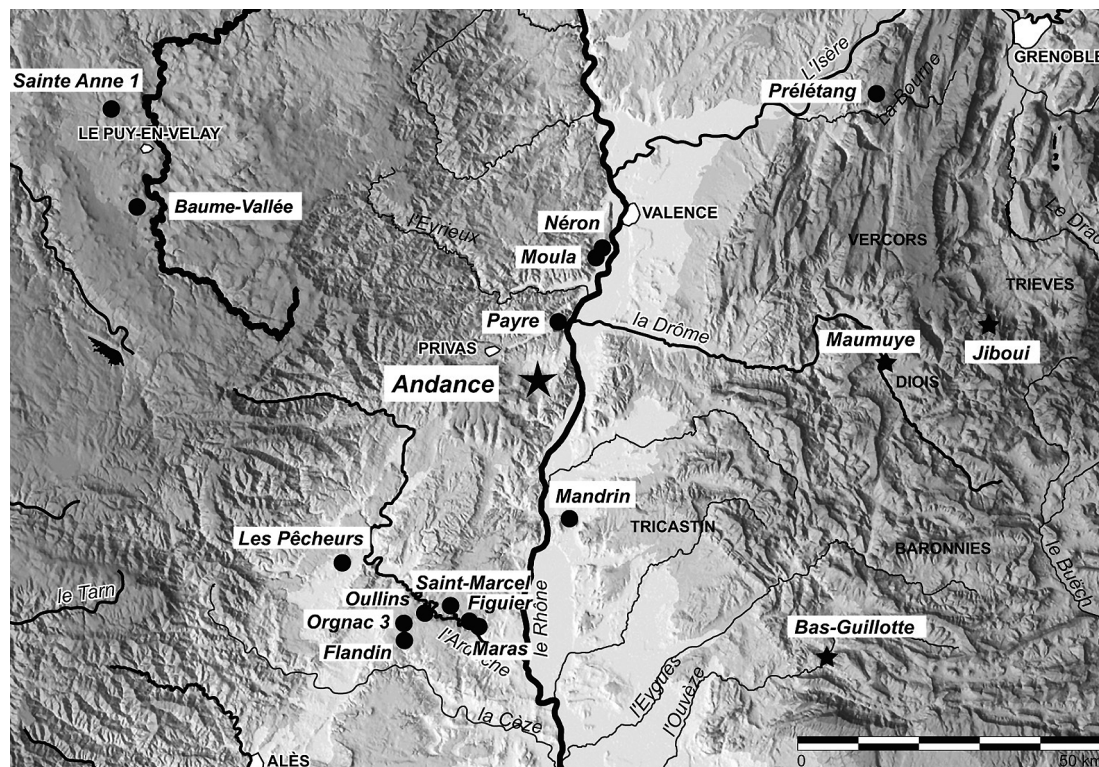 GRENOBLE
L'Isère
Sainte Anne 1
Prélétang
La Bourne
LE PUY-EN-VELAY
Baume-Vallée
VALENCE
Néron
l'Eyrieux
Le Drac
VERCORS
Moula
TRIEVES
Payre
la Drôme
Maumuye
PRIVAS
Jiboui
Andance
DIOIS
Mandrin
TRICASTIN
Les Pêcheurs
BARONNIES
le Buëch
Saint-Marcel
le Tarn
Oullins
Figuier
le Rhône
Orgnac 3
Bas-Guillotte
l'Ardèche
Maras
Flandin
l'Eygues
l'Ouvèze
la Cèze
ALÈS
0
50 km